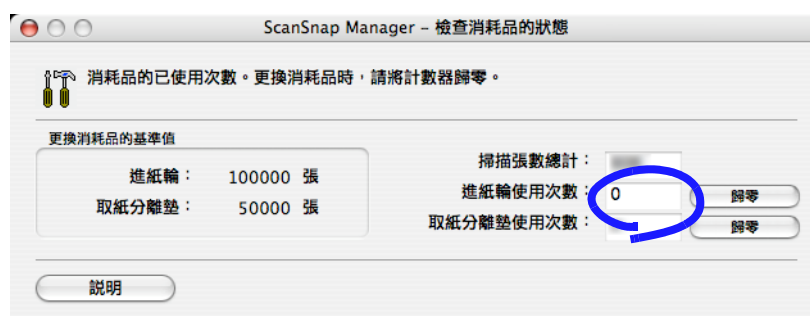 ScanSnap Manager – 檢查消耗品的狀態
消耗品的已使用次數。更換消耗品時，請將計數器歸零。
更換消耗品的基準值
進紙輪： 100000 張
取紙分離墊： 50000 張
掃描張數總計：
進紙輪使用次數： 0 歸零
取紙分離墊使用次數： 歸零
説明